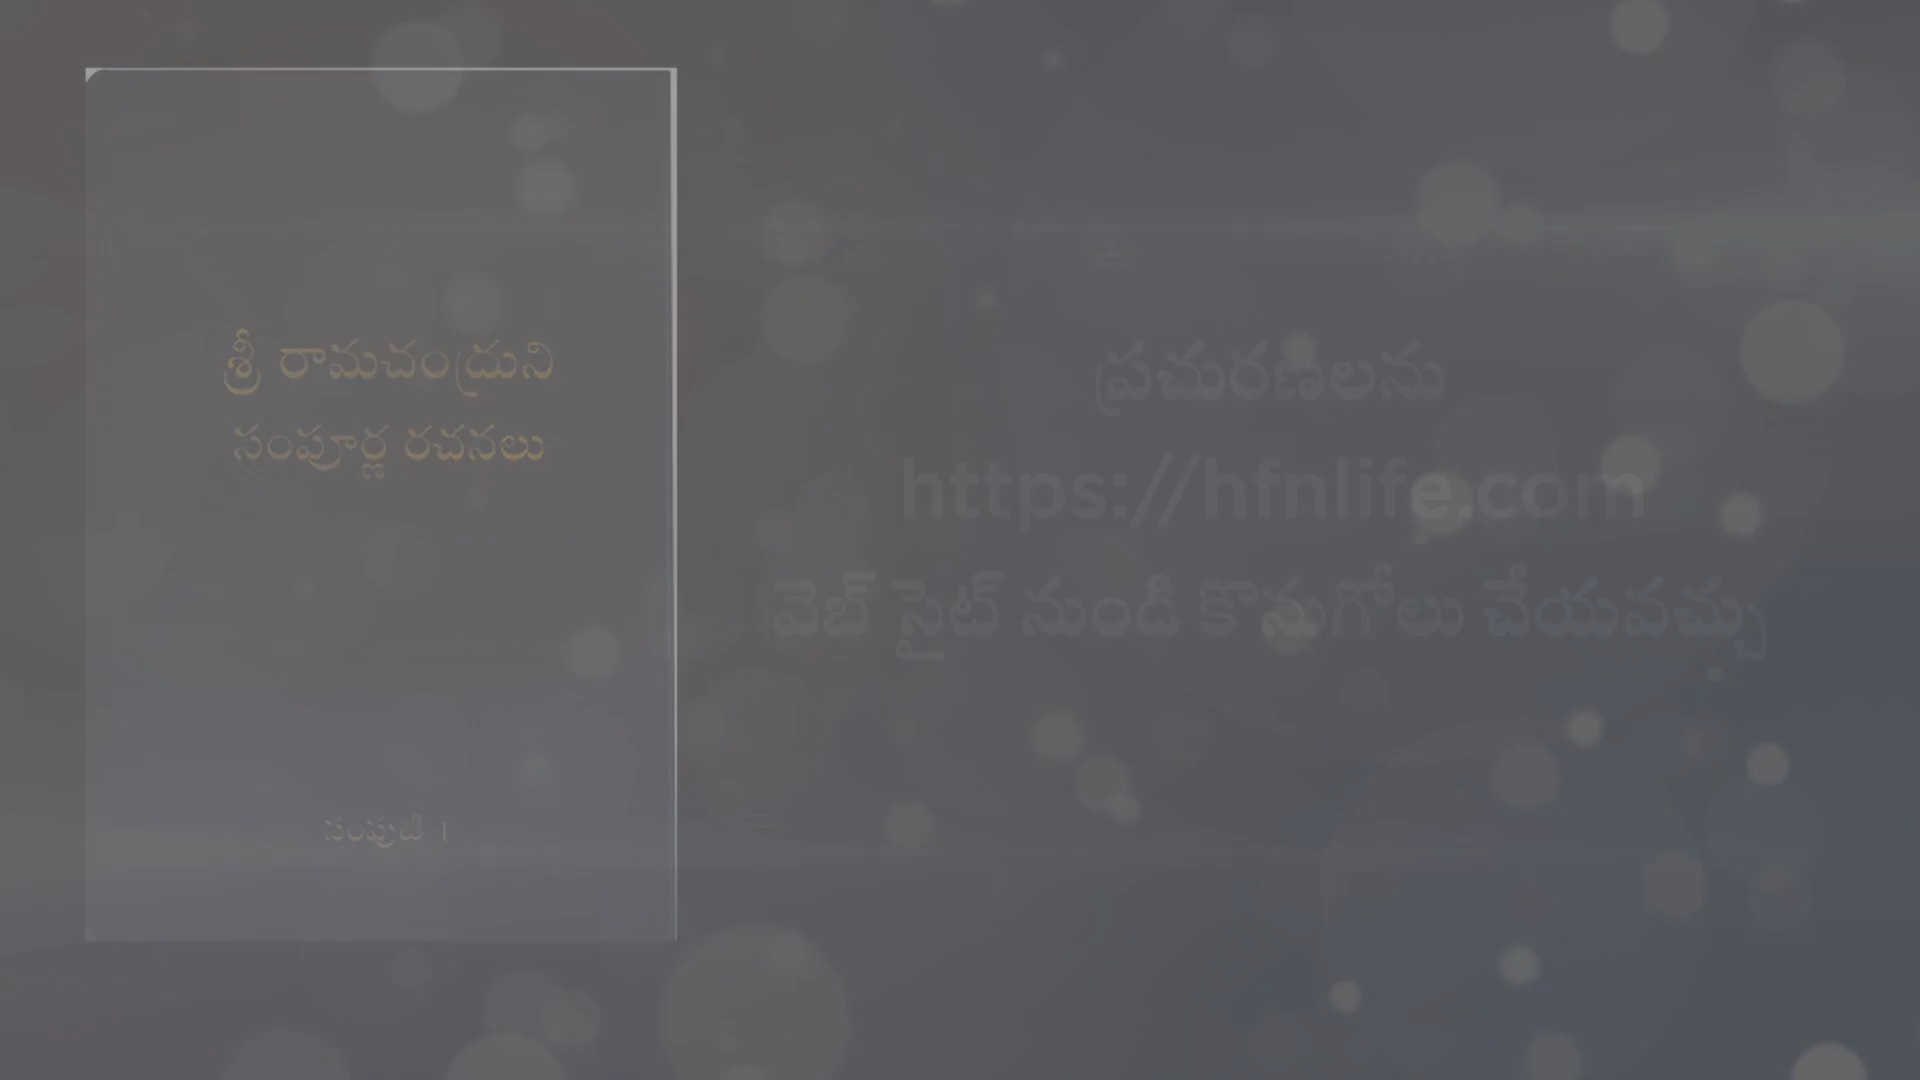 శ్రీ రామచంద్రుని
సంపూర్ణ రచనలు
సంపుటి 1
ప్రచురణలను
https://hfnlife.com
వెబ్ సైట్ నుండి కొనుగోలు చేయవచ్చు